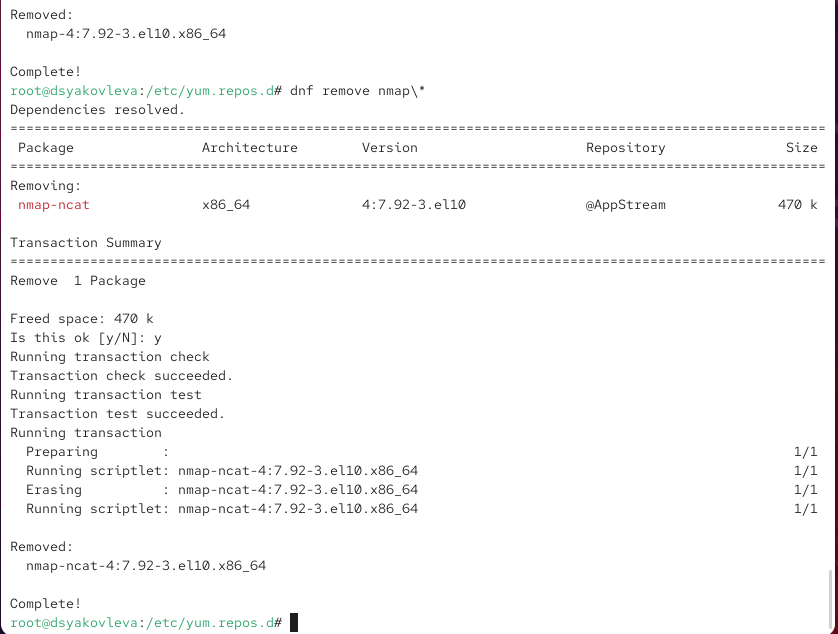 Removed:
  nmap-4:7.92-3.el10.x86_64
Complete!
root@dsyakovleva:/etc/yum.repos.d# dnf remove nmap\*
Dependencies resolved.
======================================================================================================
 Package                Architecture        Version                     Repository               Size
======================================================================================================
Removing:
 nmap-ncat              x86_64              4:7.92-3.el10               @AppStream              470 k
Transaction Summary
======================================================================================================
Remove  1 Package
Freed space: 470 k
Is this ok [y/N]: y
Running transaction check
Transaction check succeeded.
Running transaction test
Transaction test succeeded.
Running transaction
  Preparing        :                                                                              1/1
  Running scriptlet: nmap-ncat-4:7.92-3.el10.x86_64                                               1/1
  Erasing          : nmap-ncat-4:7.92-3.el10.x86_64                                               1/1
  Running scriptlet: nmap-ncat-4:7.92-3.el10.x86_64                                               1/1
Removed:
  nmap-ncat-4:7.92-3.el10.x86_64
Complete!
root@dsyakovleva:/etc/yum.repos.d#